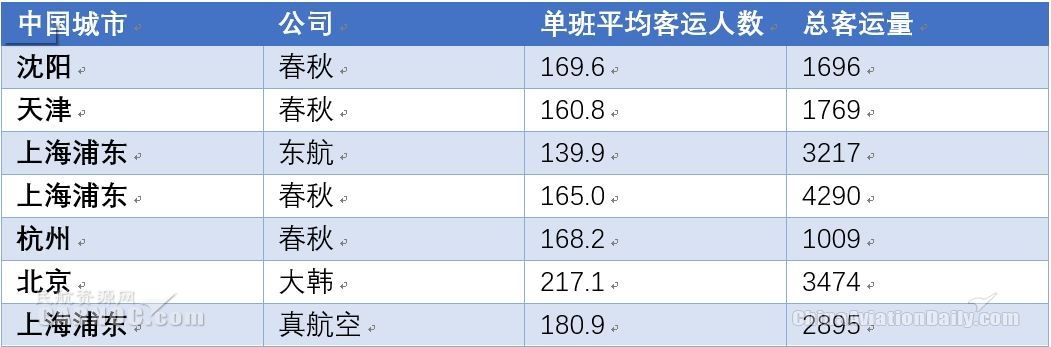 中国城市 公司 单班平均客运人数 总客运量
沈阳 春秋 169.6 1696
天津 春秋 160.8 1769
上海浦东 东航 139.9 3217
上海浦东 春秋 165.0 4290
杭州 春秋 168.2 1009
北京 大韩 217.1 3474
上海浦东 真航空 180.9 2895
民航资源网
CARNOC.com
ChinaAviationDaily.com